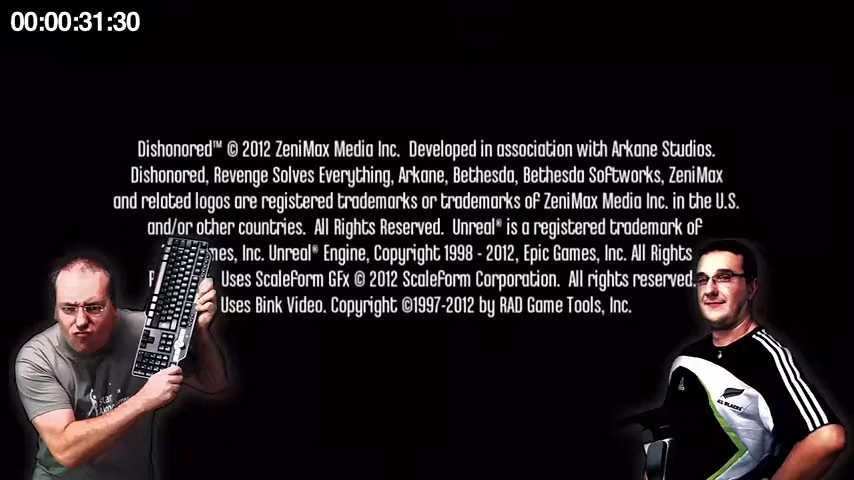 00:00:31:30
Dishonored™ © 2012 ZeniMax Media Inc. Developed in association with Arkane Studios.
Dishonored, Revenge Solves Everything, Arkane, Bethesda, Bethesda Softworks, ZeniMax
and related logos are registered trademarks or trademarks of ZeniMax Media Inc. in the U.S.
and/or other countries. All Rights Reserved. Unreal® is a registered trademark of
mes, Inc. Unreal® Engine, Copyright 1998 - 2012, Epic Games, Inc. All Rights
R Uses Scaleform GFx © 2012 Scaleform Corporation. All rights reserved.
Uses Bink Video. Copyright ©1997-2012 by RAD Game Tools, Inc.
Star
ALL BLACKS